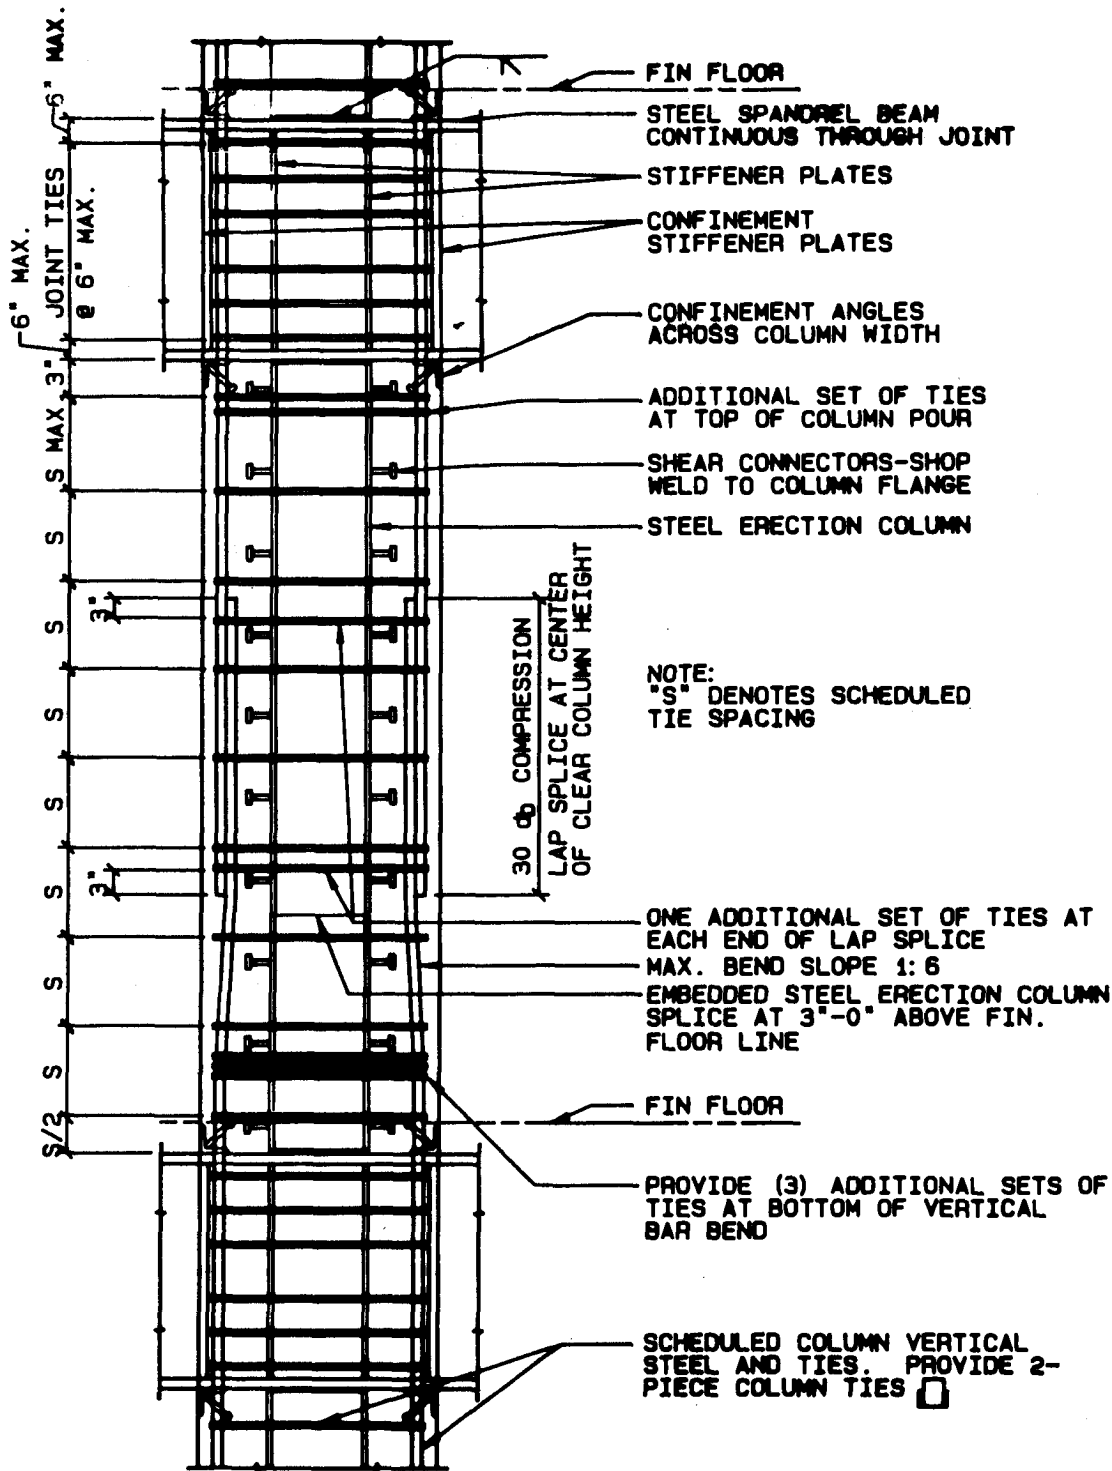 FIN FLOOR
STEEL SPANDREL BEAM
CONTINUOUS THROUGH JOINT
STIFFENER PLATES
CONFINEMENT
STIFFENER PLATES
CONFINEMENT ANGLES
ACROSS COLUMN WIDTH
ADDITIONAL SET OF TIES
AT TOP OF COLUMN POUR
SHEAR CONNECTORS-SHOP
WELD TO COLUMN FLANGE
STEEL ERECTION COLUMN
NOTE:
"S" DENOTES SCHEDULED
TIE SPACING
ONE ADDITIONAL SET OF TIES AT
EACH END OF LAP SPLICE
MAX. BEND SLOPE 1:6
EMBEDDED STEEL ERECTION COLUMN
SPLICE AT 3"-0" ABOVE FIN.
FLOOR LINE
FIN FLOOR
PROVIDE (3) ADDITIONAL SETS OF
TIES AT BOTTOM OF VERTICAL
BAR BEND
SCHEDULED COLUMN VERTICAL
STEEL AND TIES. PROVIDE 2-
PIECE COLUMN TIES
6" MAX.
JOINT TIES
@ 6" MAX.
6" MAX.
3"
S MAX
S
S
S
S
S
S
S
S/2
3"
3"
30 db COMPRESSION
LAP SPLICE AT CENTER
OF CLEAR COLUMN HEIGHT